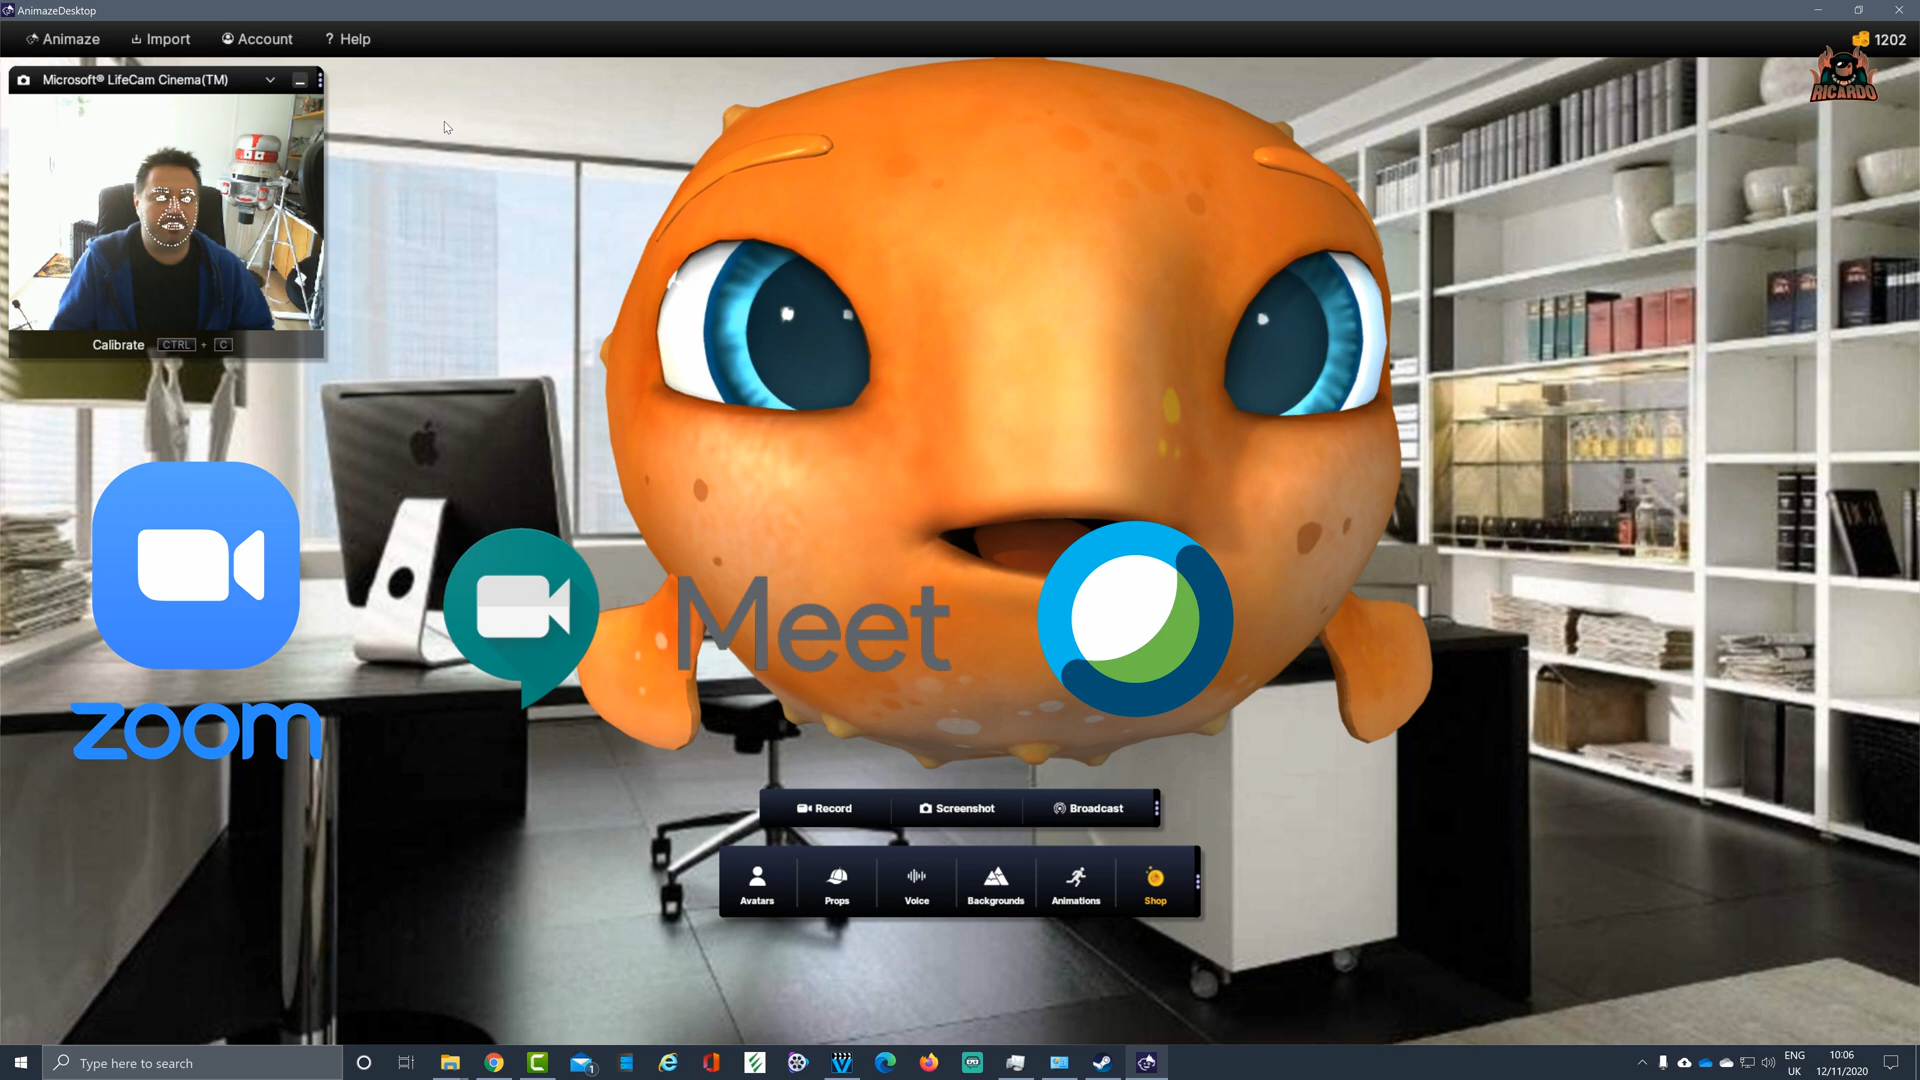 AnimazeDesktop
Animaze
Import
Account
? Help
1202
RICARDO
Microsoft® LifeCam Cinema(TM)
Calibrate CTRL + C
Meet
zoom
Record
Screenshot
Broadcast
Avatars
Props
Voice
Backgrounds
Animations
Shop
Type here to search
1
ENG
UK
10:06
12/11/2020